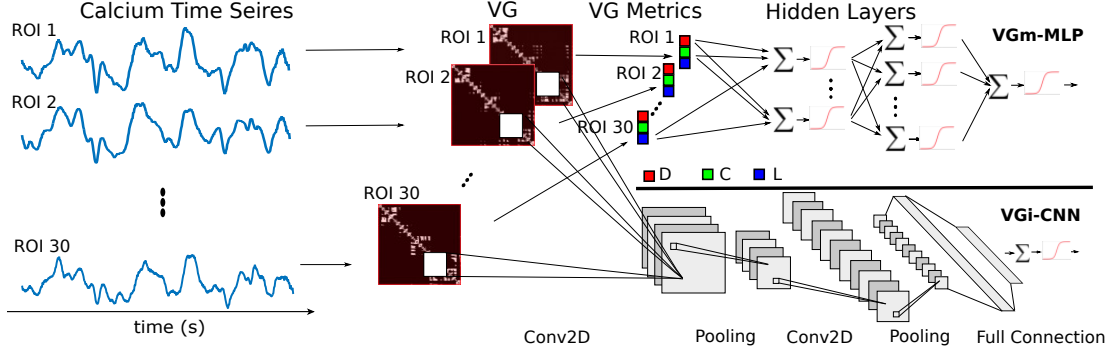 Calcium Time Seires
VG
VG Metrics
Hidden Layers
ROI 1
ROI 1
ROI 1
VGm-MLP
ROI 2
ROI 2
ROI 2
∑
∑
∑
∑
∑
∑
ROI 30
D
C
L
ROI 30
ROI 30
VGi-CNN
∑
time (s)
Conv2D
Pooling
Conv2D
Pooling
Full Connection